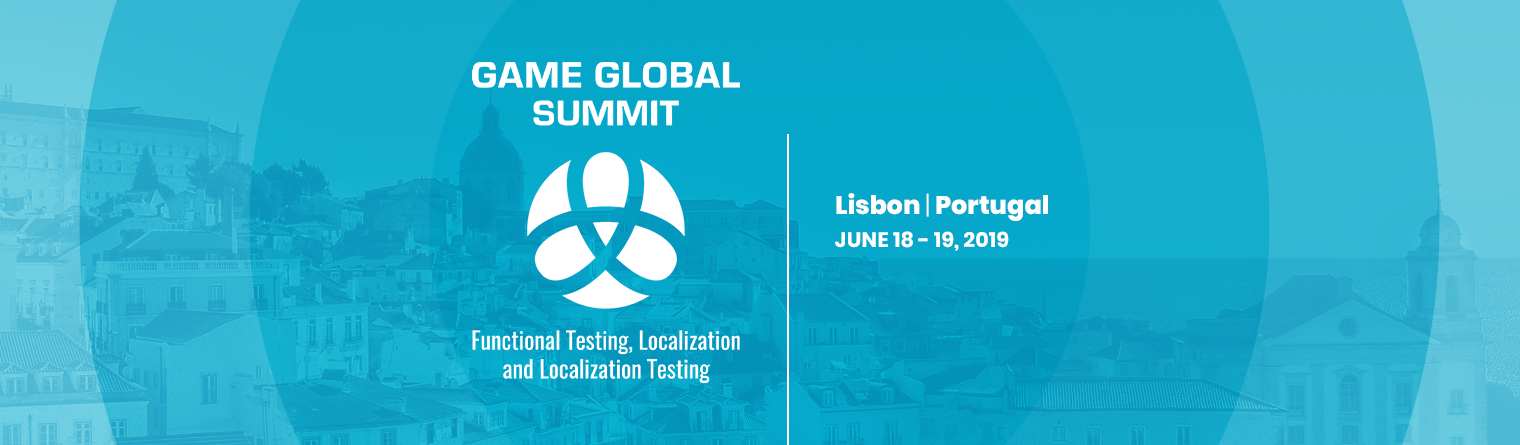 GAME GLOBAL
SUMMIT
Functional Testing, Localization
and Localization Testing
Lisbon | Portugal
JUNE 18 – 19, 2019